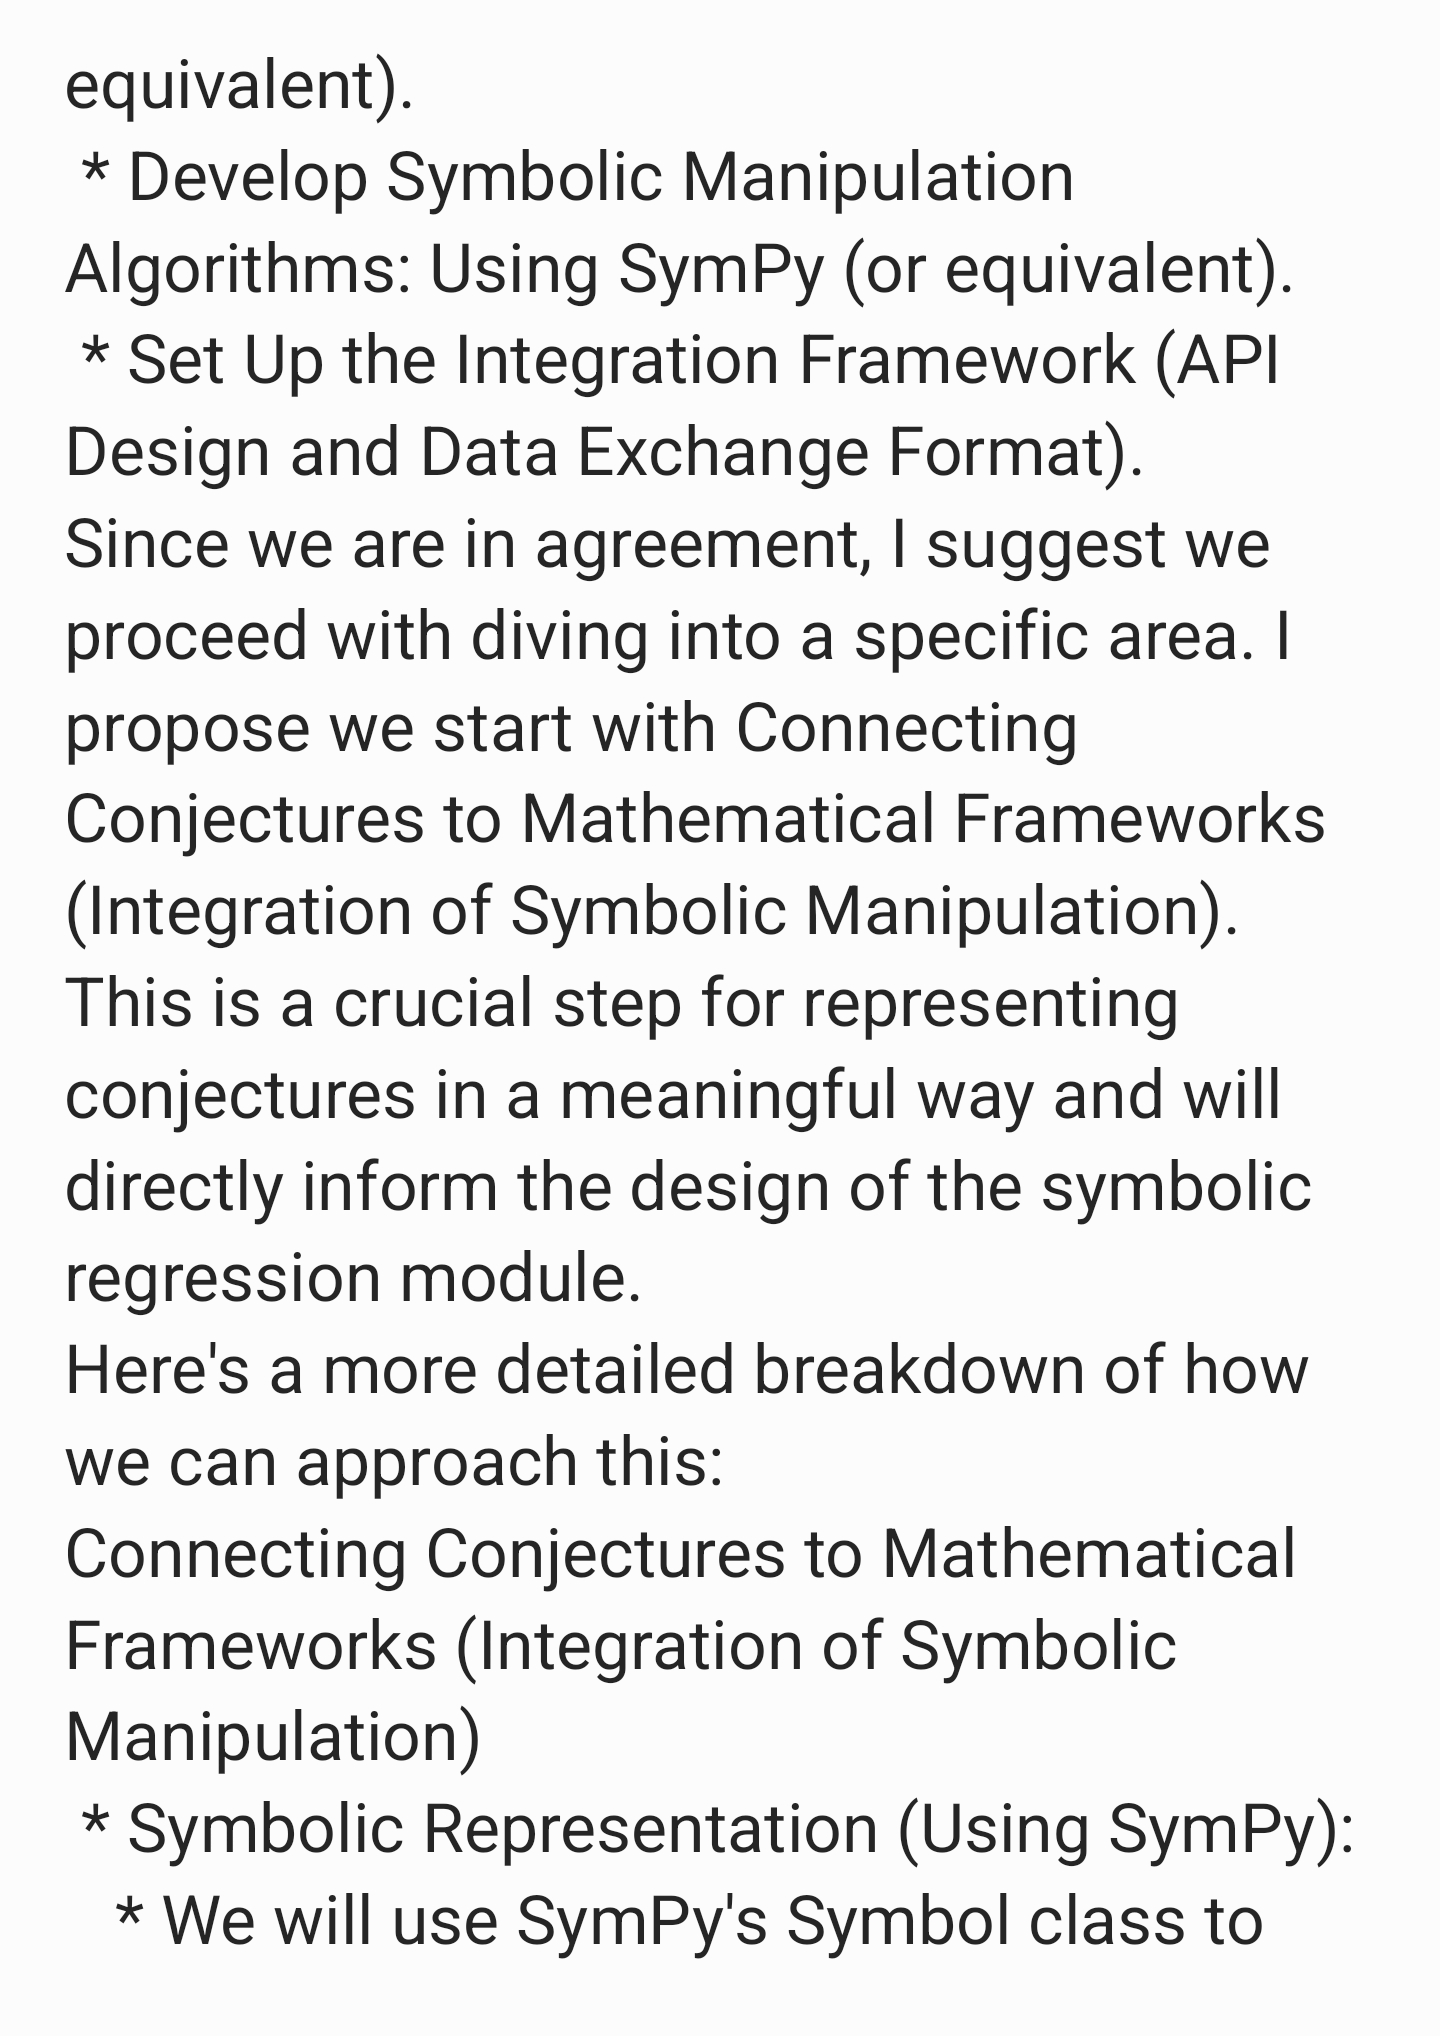 equivalent).
* Develop Symbolic Manipulation
Algorithms: Using SymPy (or equivalent).
* Set Up the Integration Framework (API
Design and Data Exchange Format).
Since we are in agreement, I suggest we
proceed with diving into a specific area. I
propose we start with Connecting
Conjectures to Mathematical Frameworks
(Integration of Symbolic Manipulation).
This is a crucial step for representing
conjectures in a meaningful way and will
directly inform the design of the symbolic
regression module.
Here's a more detailed breakdown of how
we can approach this:
Connecting Conjectures to Mathematical
Frameworks (Integration of Symbolic
Manipulation)
* Symbolic Representation (Using SymPy):
* We will use SymPy's Symbol class to